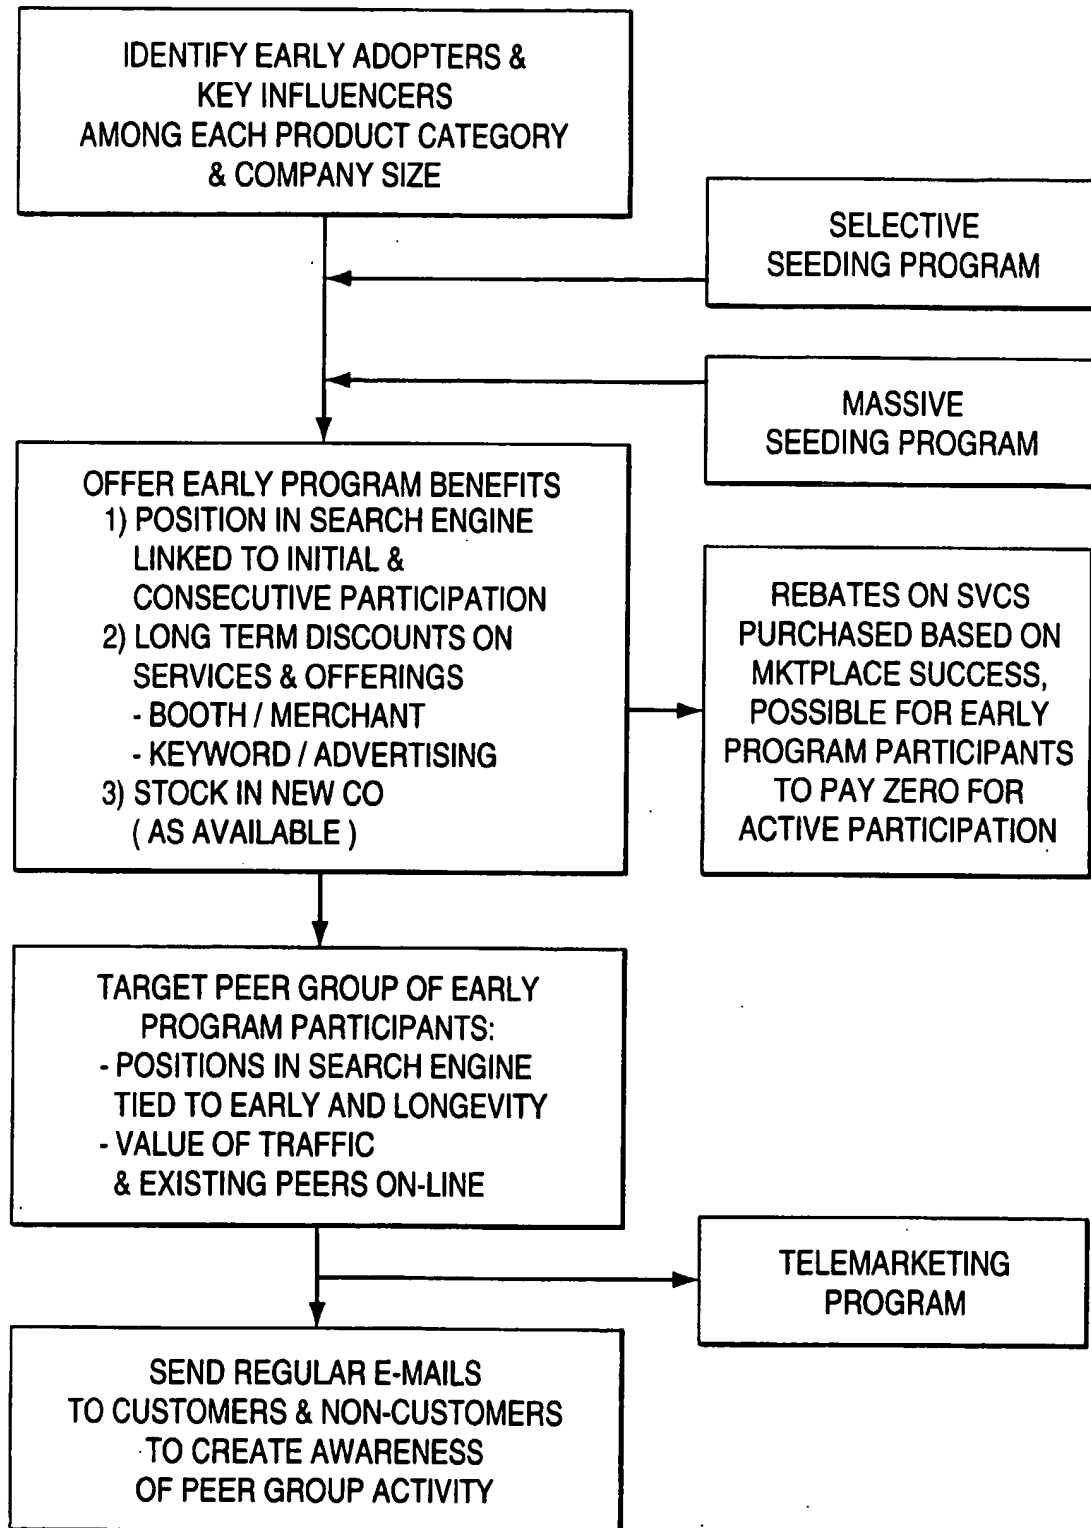 IDENTIFY EARLY ADOPTERS &
KEY INFLUENCERS
AMONG EACH PRODUCT CATEGORY
& COMPANY SIZE
SELECTIVE
SEEDING PROGRAM
MASSIVE
SEEDING PROGRAM
OFFER EARLY PROGRAM BENEFITS
1) POSITION IN SEARCH ENGINE
LINKED TO INITIAL &
CONSECUTIVE PARTICIPATION
2) LONG TERM DISCOUNTS ON
SERVICES & OFFERINGS
- BOOTH / MERCHANT
- KEYWORD / ADVERTISING
3) STOCK IN NEW CO
( AS AVAILABLE )
REBATES ON SVCS
PURCHASED BASED ON
MKTPLACE SUCCESS,
POSSIBLE FOR EARLY
PROGRAM PARTICIPANTS
TO PAY ZERO FOR
ACTIVE PARTICIPATION
TARGET PEER GROUP OF EARLY
PROGRAM PARTICIPANTS:
- POSITIONS IN SEARCH ENGINE
TIED TO EARLY AND LONGEVITY
- VALUE OF TRAFFIC
& EXISTING PEERS ON-LINE
TELEMARKETING
PROGRAM
SEND REGULAR E-MAILS
TO CUSTOMERS & NON-CUSTOMERS
TO CREATE AWARENESS
OF PEER GROUP ACTIVITY